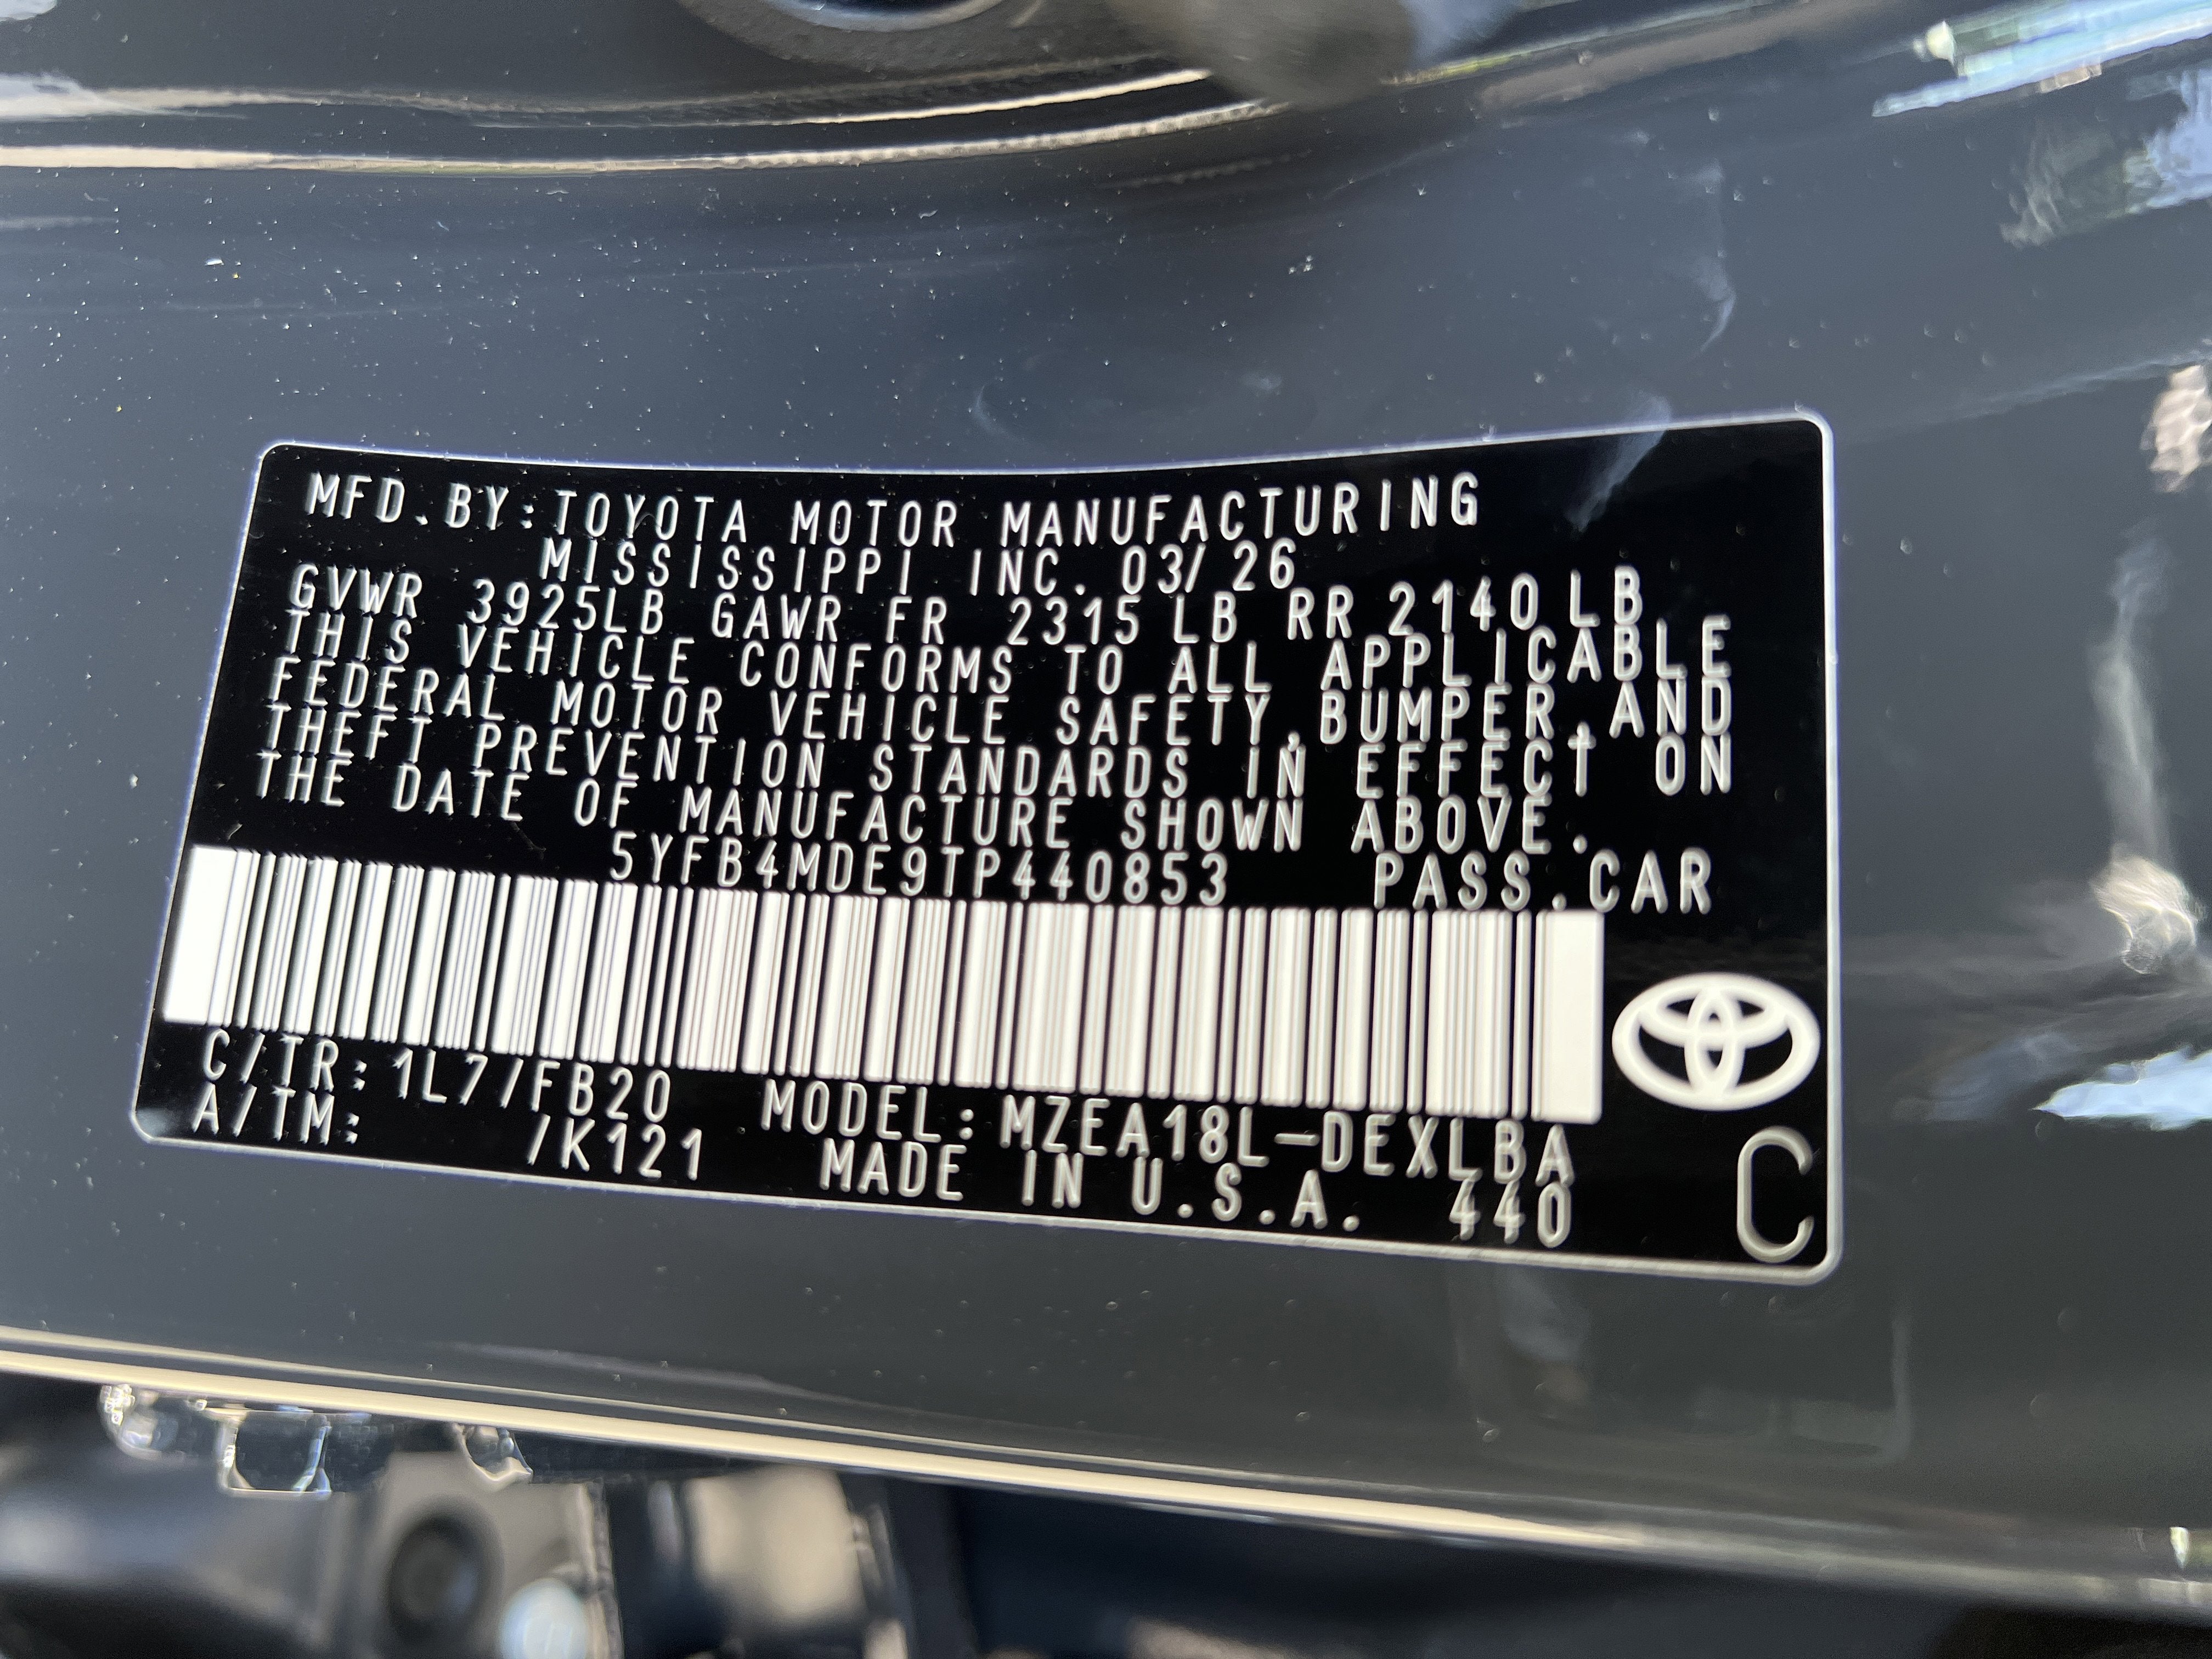 MFD.BY:TOYOTA MOTOR MANUFACTURING
MISSISSIPPI INC. 03/26
GVWR 3925LB GAWR FR 2315 LB RR 2140 LB
THIS VEHICLE CONFORMS TO ALL APPLICABLE
FEDERAL MOTOR VEHICLE SAFETY,BUMPER,AND
THEFT PREVENTION STANDARDS IN EFFECT ON
THE DATE OF MANUFACTURE SHOWN ABOVE.
5YFB4MDE9TP440853 PASS.CAR
C/TR:1L7/FB20 MODEL:MZEA18L-DEXLBA
A/TM: /K121 MADE IN U.S.A. 440
C